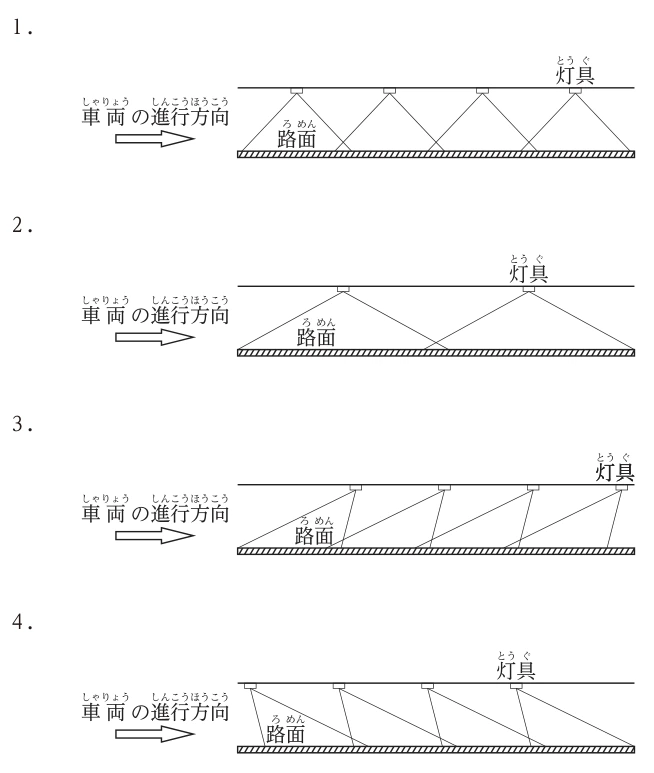 1．
とうぐ
灯具
しゃりょう しんこうほうこう
車両の進行方向
ろめん
路面
2．
とうぐ
灯具
しゃりょう しんこうほうこう
車両の進行方向
ろめん
路面
3．
とうぐ
灯具
しゃりょう しんこうほうこう
車両の進行方向
ろめん
路面
4．
とうぐ
灯具
しゃりょう しんこうほうこう
車両の進行方向
ろめん
路面